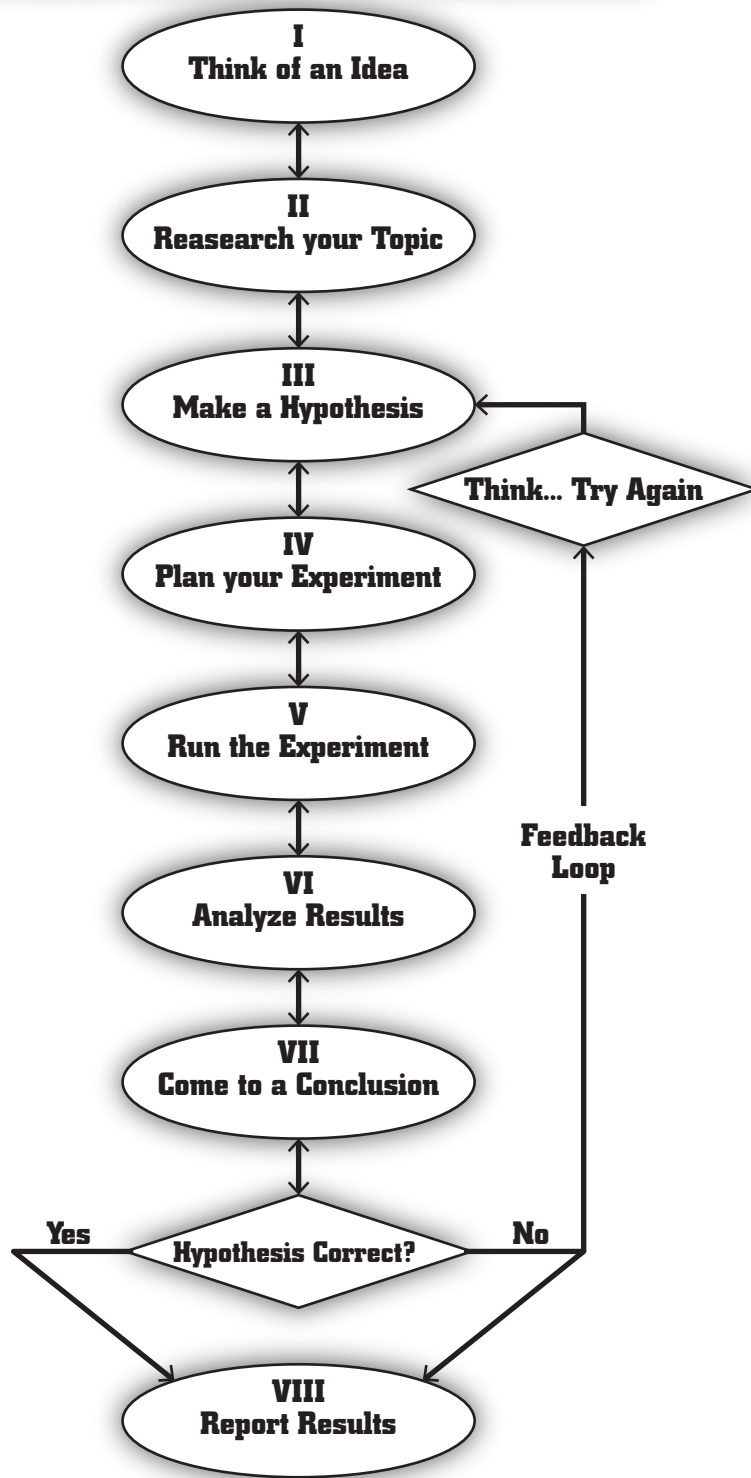 I
Think of an Idea
II
Reasearch your Topic
III
Make a Hypothesis
Think... Try Again
IV
Plan your Experiment
V
Run the Experiment
Feedback
Loop
VI
Analyze Results
VII
Come to a Conclusion
Yes
No
Hypothesis Correct?
VIII
Report Results